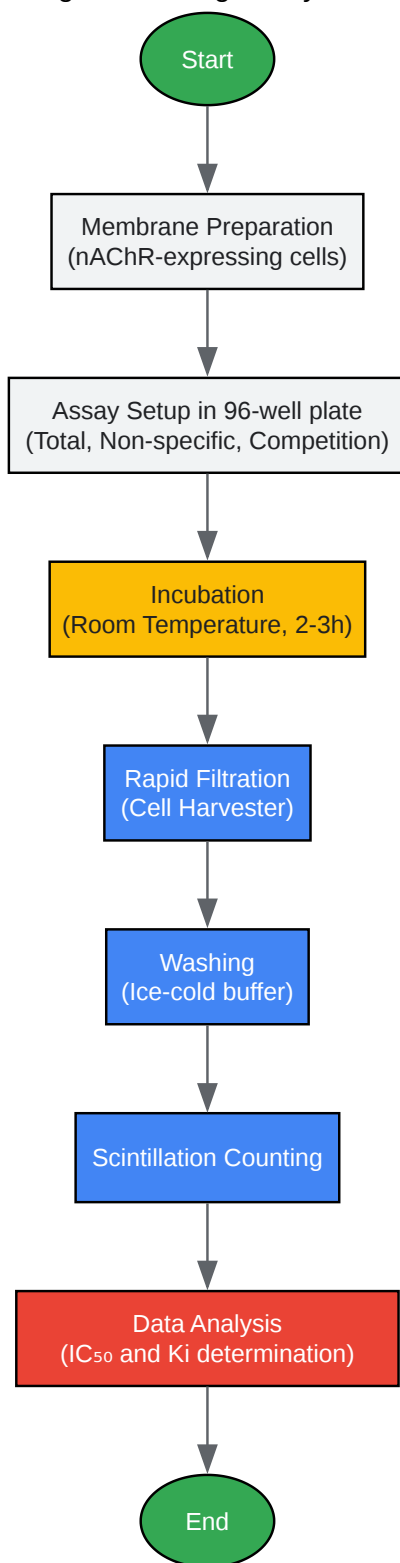 Start
Membrane Preparation
(nAChR-expressing cells)
Assay Setup in 96-well plate
(Total, Non-specific, Competition)
Incubation
(Room Temperature, 2-3h)
Rapid Filtration
(Cell Harvester)
Washing
(Ice-cold buffer)
Scintillation Counting
Data Analysis
(IC₅₀ and Ki determination)
End